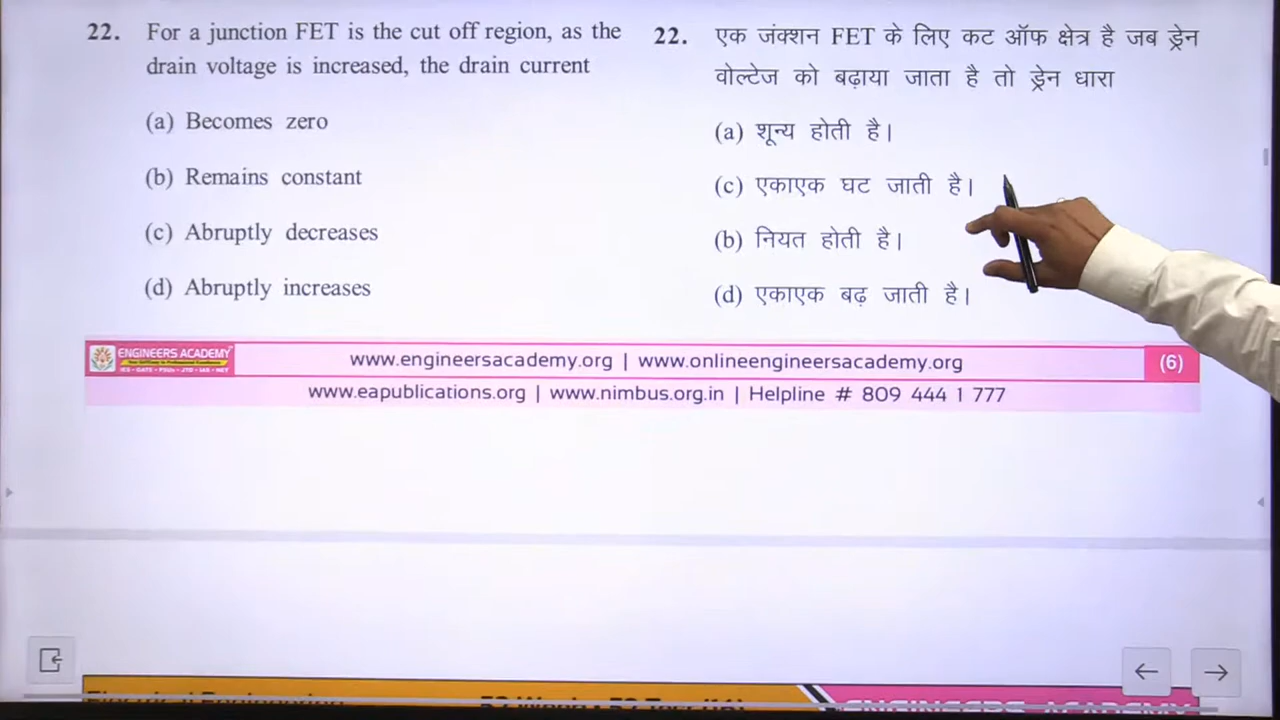 22. For a junction FET is the cut off region, as the
drain voltage is increased, the drain current
(a) Becomes zero
(b) Remains constant
(c) Abruptly decreases
(d) Abruptly increases
22. एक जंक्शन FET के लिए कट ऑफ क्षेत्र है जब ड्रेन
वोल्टेज को बढ़ाया जाता है तो ड्रेन धारा
(a) शून्य होती है।
(c) एकाएक घट जाती है।
(b) नियत होती है।
(d) एकाएक बढ़ जाती है।
ENGINEERS ACADEMY
www.engineersacademy.org | www.onlineengineersacademy.org
(6)
www.eapublications.org | www.nimbus.org.in | Helpline # 809 444 1 777